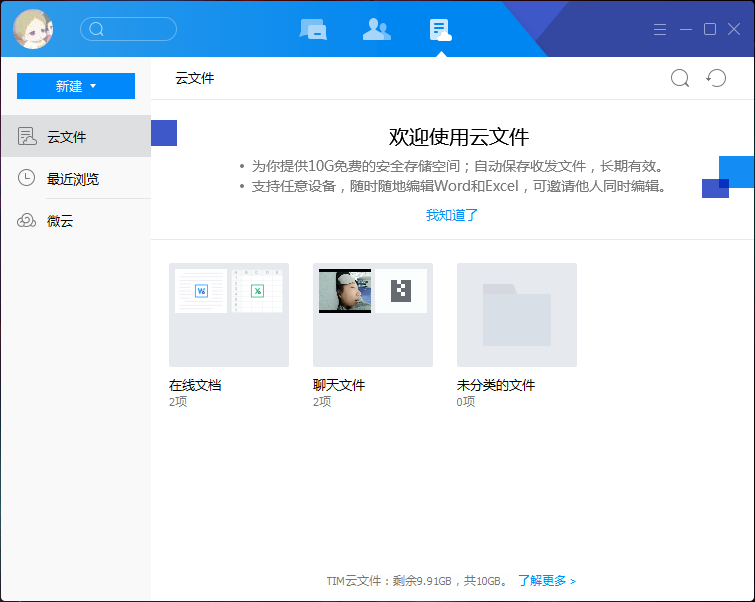 云文件
新建
云文件
最近浏览
微云
欢迎使用云文件
• 为你提供10G免费的安全存储空间；自动保存收发文件，长期有效。
• 支持任意设备，随时随地编辑Word和Excel，可邀请他人同时编辑。
我知道了
W
X
在线文档
2项
聊天文件
2项
未分类的文件
0项
TIM云文件：剩余9.91GB，共10GB。 了解更多 >